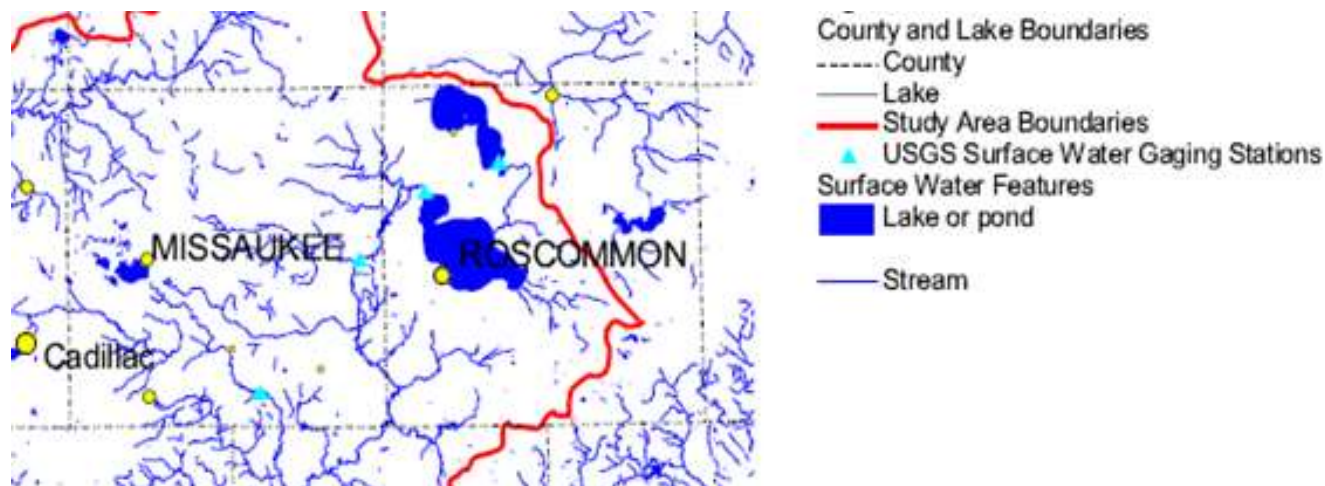 MISSAUKEE
ROSCOMMON
Cadillac
County and Lake Boundaries
County
Lake
Study Area Boundaries
USGS Surface Water Gaging Stations
Surface Water Features
Lake or pond
Stream